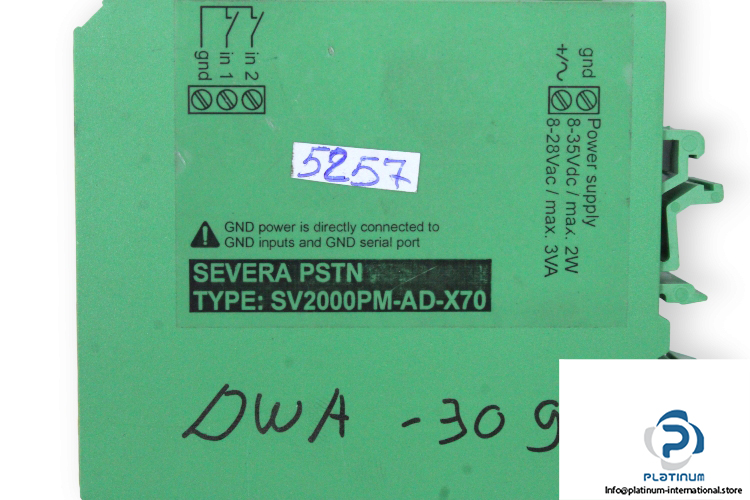 gnd
in 1
in 2
+/~
gnd
Power supply
8-35Vdc / max. 2W
8-28Vac / max. 3VA
5257
GND power is directly connected to
GND inputs and GND serial port
SEVERA PSTN
TYPE: SV2000PM-AD-X70
DWA -309
PLATINUM
Info@platinum-international.store